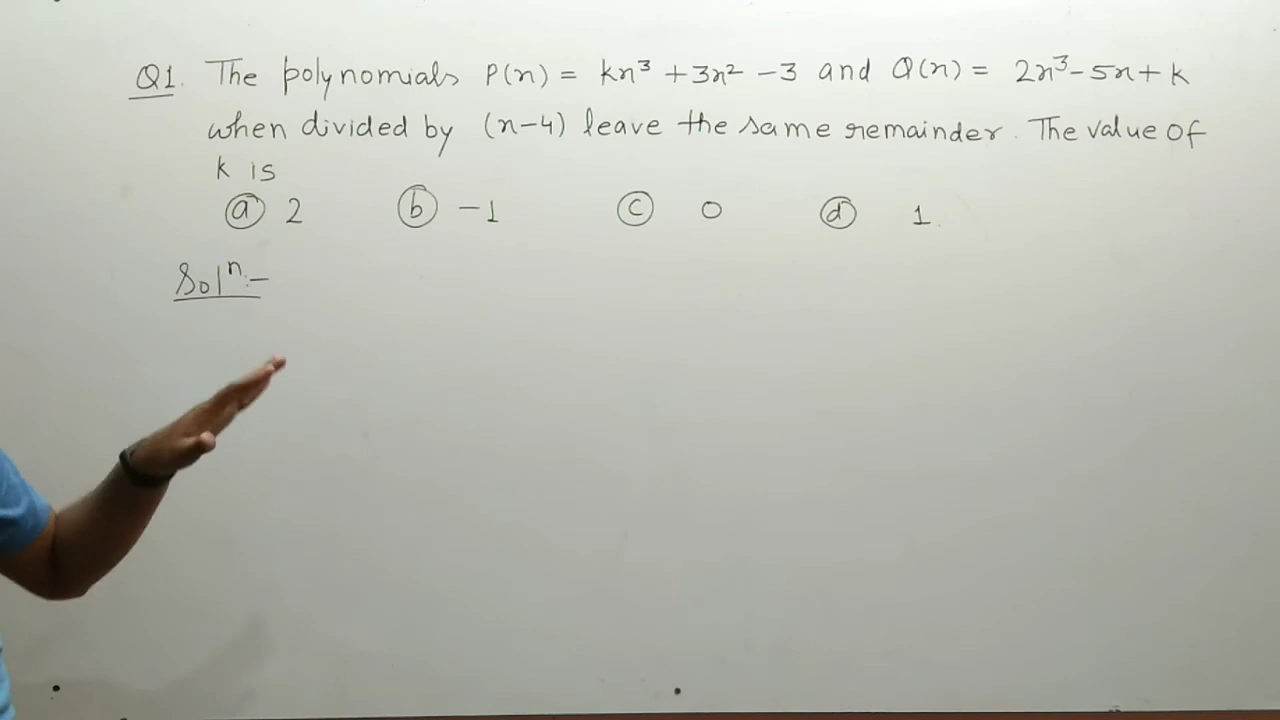 Q1. The polynomials P(x) = kx³ + 3x² - 3 and Q(x) = 2x³ - 5x + k
when divided by (x-4) leave the same remainder. The value of
k is
(a) 2 (b) -1 (c) 0 (d) 1.
Solⁿ:-